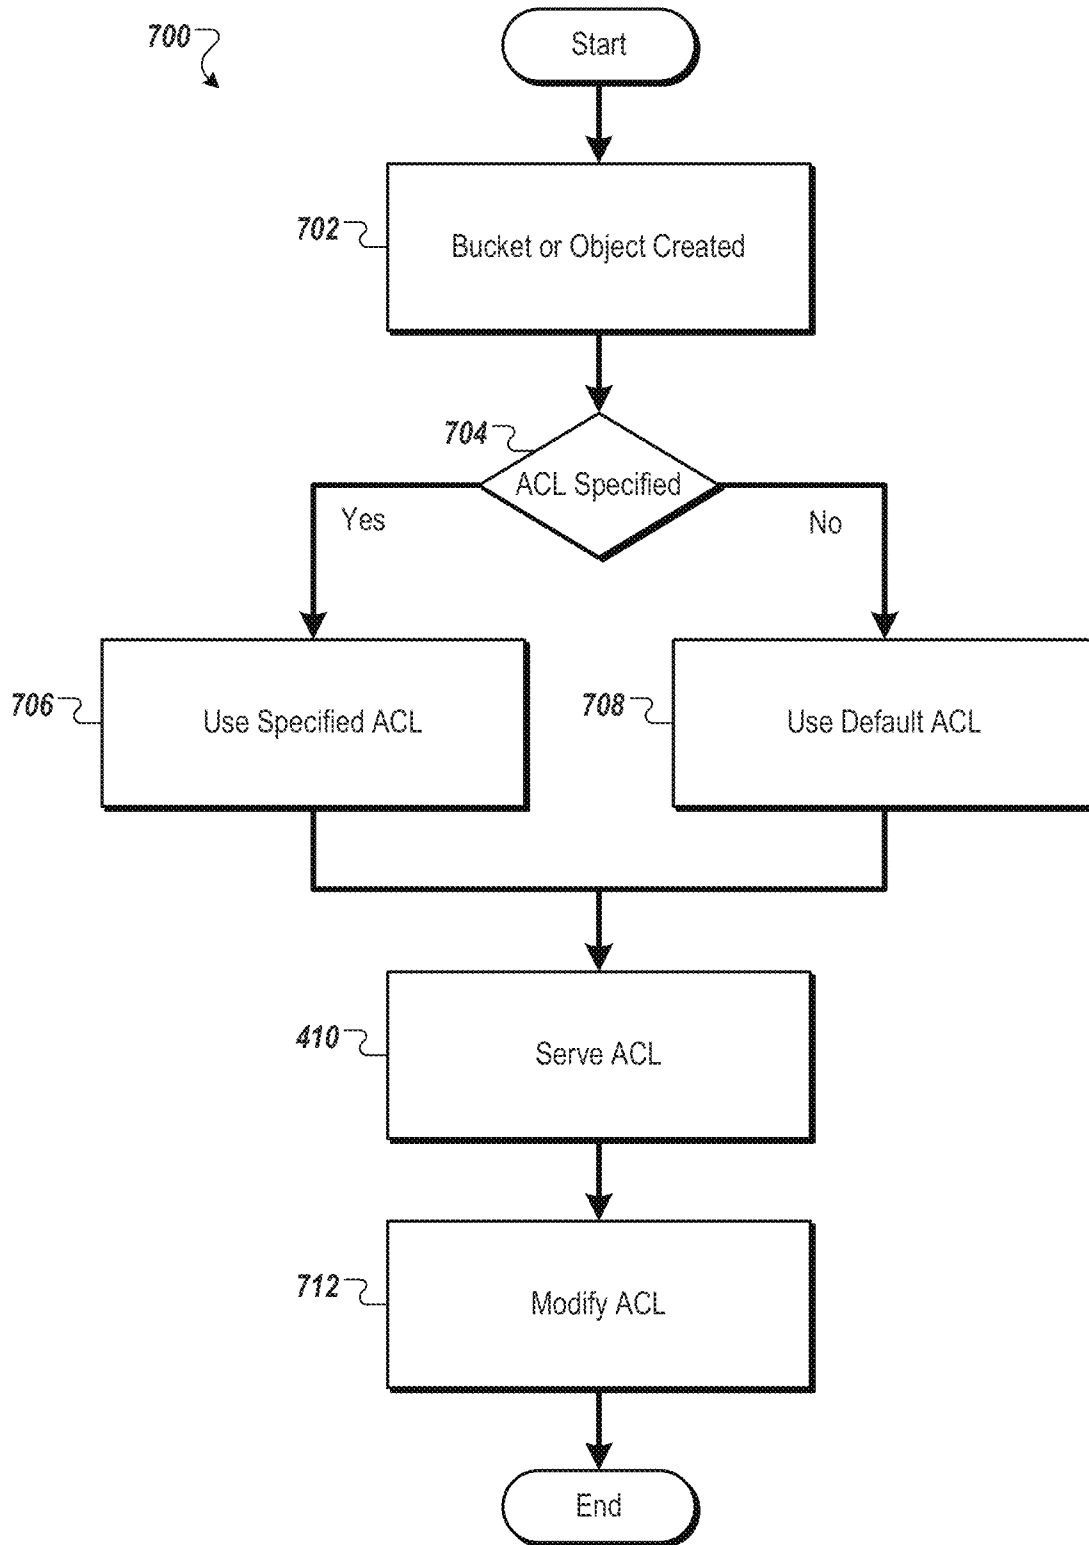 700
Start
702
Bucket or Object Created
704
ACL Specified
Yes
No
706
Use Specified ACL
708
Use Default ACL
410
Serve ACL
712
Modify ACL
End